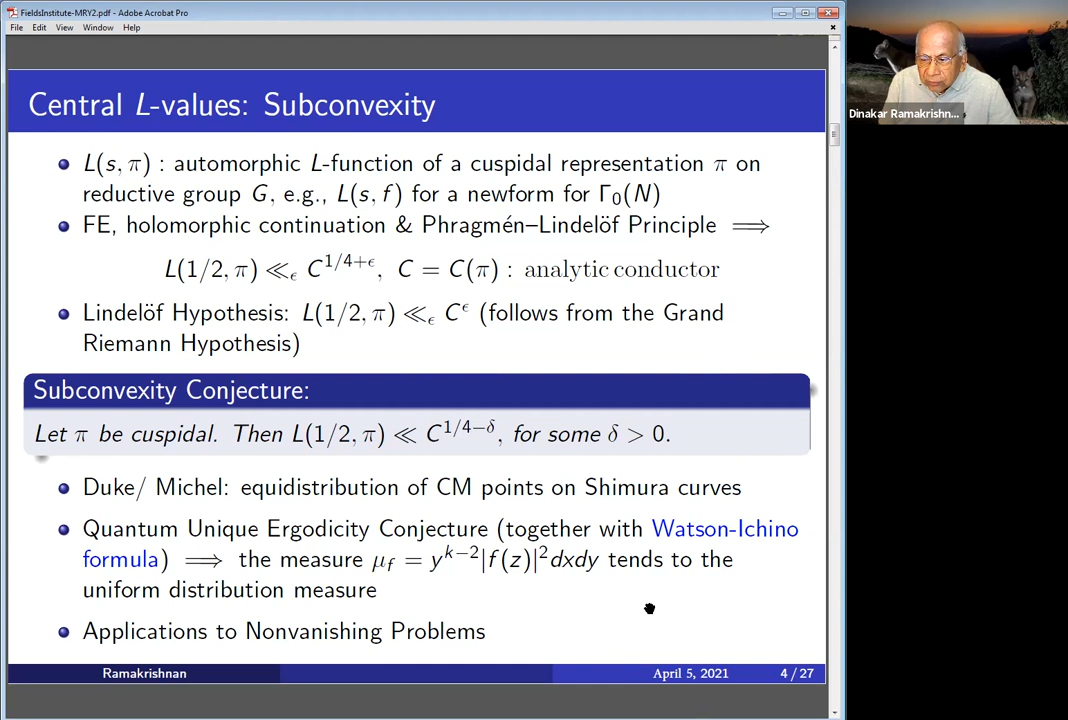 FieldsInstitute-MRY2.pdf - Adobe Acrobat Pro
File Edit View Window Help
Central L-values: Subconvexity
L(s, π) : automorphic L-function of a cuspidal representation π on
reductive group G, e.g., L(s, f) for a newform for Γ₀(N)
FE, holomorphic continuation & Phragmén–Lindelöf Principle ⟹
L(1/2, π) ≪_ϵ C^{1/4+ϵ}, C = C(π) : analytic conductor
Lindelöf Hypothesis: L(1/2, π) ≪_ϵ C^ϵ (follows from the Grand
Riemann Hypothesis)
Subconvexity Conjecture:
Let π be cuspidal. Then L(1/2, π) ≪ C^{1/4−δ}, for some δ > 0.
Duke/ Michel: equidistribution of CM points on Shimura curves
Quantum Unique Ergodicity Conjecture (together with Watson-Ichino
formula) ⟹ the measure μ_f = y^{k−2}|f(z)|²dxdy tends to the
uniform distribution measure
Applications to Nonvanishing Problems
Ramakrishnan April 5, 2021 4 / 27
Dinakar Ramakrishn...